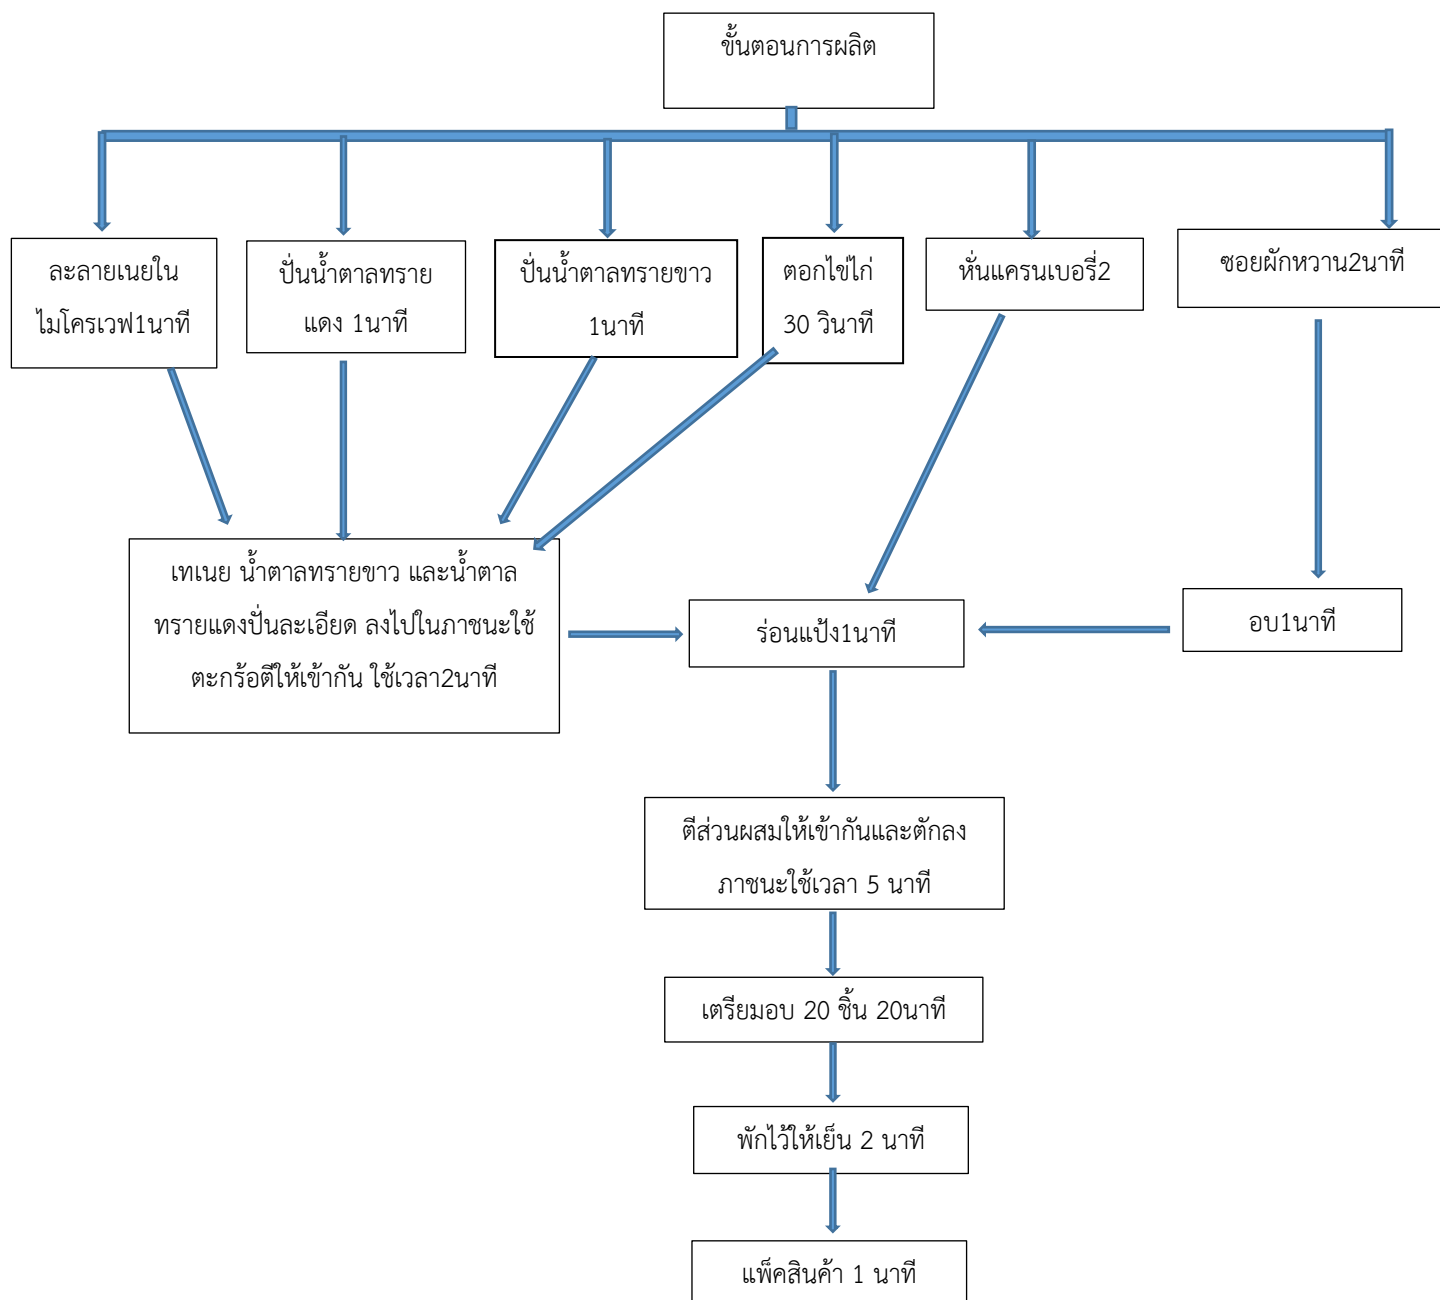 ขั้นตอนการผลิต
ละลายเนยใน
ไมโครเวฟ1นาที
ปั่นน้ำตาลทราย
แดง 1นาที
ปั่นน้ำตาลทรายขาว
1นาที
ตอกไข่ไก่
30 วินาที
หั่นแครนเบอรี่2
ซอยผักหวาน2นาที
เทเนย น้ำตาลทรายขาว และน้ำตาล
ทรายแดงปั่นละเอียด ลงไปในภาชนะใช้
ตะกร้อตีให้เข้ากัน ใช้เวลา2นาที
ร่อนแป้ง1นาที
อบ1นาที
ตีส่วนผสมให้เข้ากันและตักลง
ภาชนะใช้เวลา 5 นาที
เตรียมอบ 20 ชิ้น 20นาที
พักไว้ให้เย็น 2 นาที
แพ็คสินค้า 1 นาที